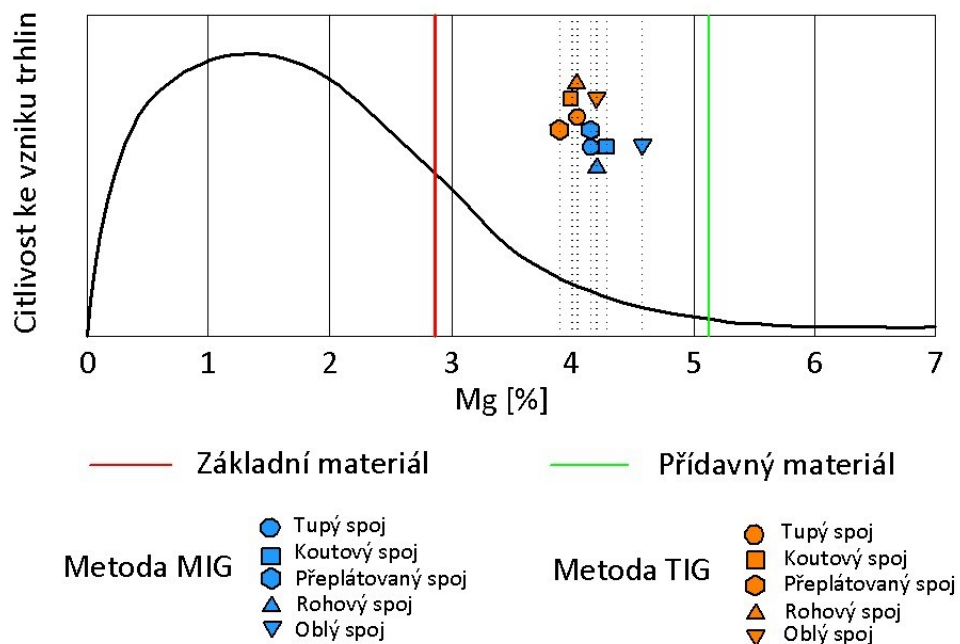 Citlivost ke vzniku trhlin
0 1 2 3 4 5 6 7
Mg [%]
Základní materiál
Přídavný materiál
Metoda MIG
Tupý spoj
Koutový spoj
Přeplátovaný spoj
Rohový spoj
Oblý spoj
Metoda TIG
Tupý spoj
Koutový spoj
Přeplátovaný spoj
Rohový spoj
Oblý spoj